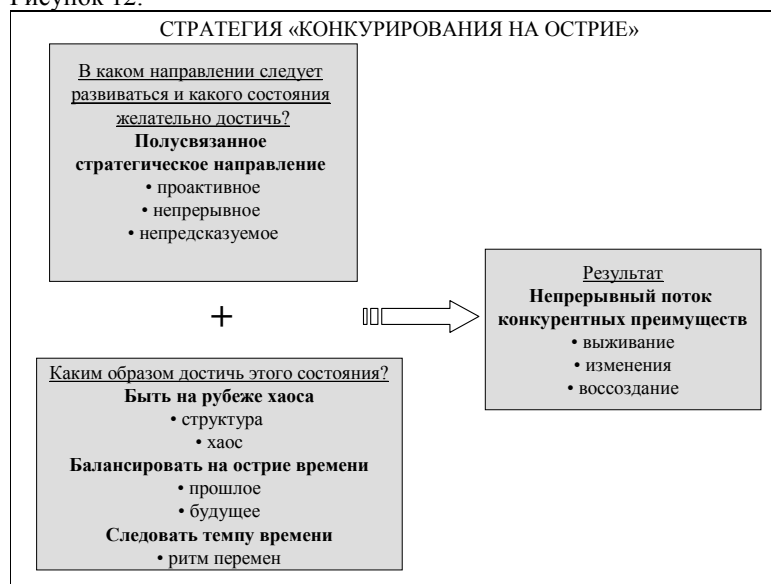 Рисунок 12.
СТРАТЕГИЯ «КОНКУРИРОВАНИЯ НА ОСТРИЕ»
В каком направлении следует
развиваться и какого состояния
желательно достичь?
Полусвязанное
стратегическое направление
• проактивное
• непрерывное
• непредсказуемое
+
Каким образом достичь этого состояния?
Быть на рубеже хаоса
• структура
• хаос
Балансировать на острие времени
• прошлое
• будущее
Следовать темпу времени
• ритм перемен
Результат
Непрерывный поток
конкурентных преимуществ
• выживание
• изменения
• воссоздание